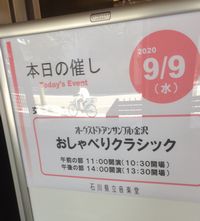 本日の催し
Today's Event
2020
9/9
(水)
オーケストラ・アンサンブル金沢
おしゃべりクラシック
午前の部 11:00開演(10:30開場)
午後の部 14:00開演(13:30開場)
石川県立音楽堂